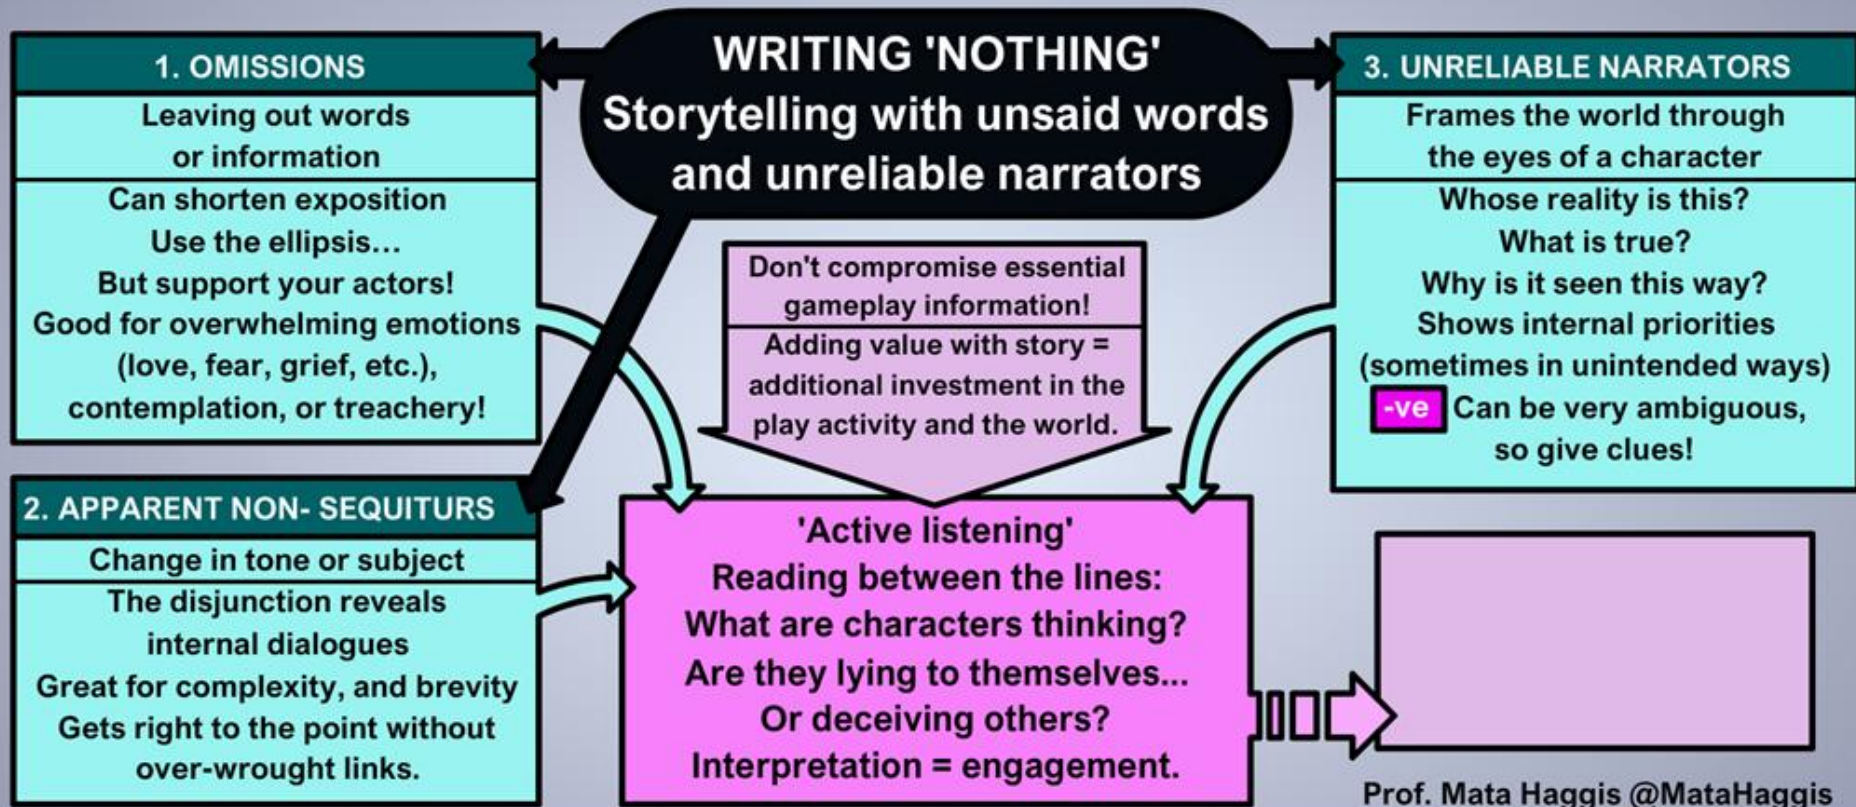 WRITING 'NOTHING'
Storytelling with unsaid words
and unreliable narrators
1. OMISSIONS
Leaving out words
or information
Can shorten exposition
Use the ellipsis...
But support your actors!
Good for overwhelming emotions
(love, fear, grief, etc.),
contemplation, or treachery!
2. APPARENT NON- SEQUITURS
Change in tone or subject
The disjunction reveals
internal dialogues
Great for complexity, and brevity
Gets right to the point without
over-wrought links.
3. UNRELIABLE NARRATORS
Frames the world through
the eyes of a character
Whose reality is this?
What is true?
Why is it seen this way?
Shows internal priorities
(sometimes in unintended ways)
-ve Can be very ambiguous,
so give clues!
Don't compromise essential
gameplay information!
Adding value with story =
additional investment in the
play activity and the world.
'Active listening'
Reading between the lines:
What are characters thinking?
Are they lying to themselves...
Or deceiving others?
Interpretation = engagement.
Prof. Mata Haggis @MataHaggis